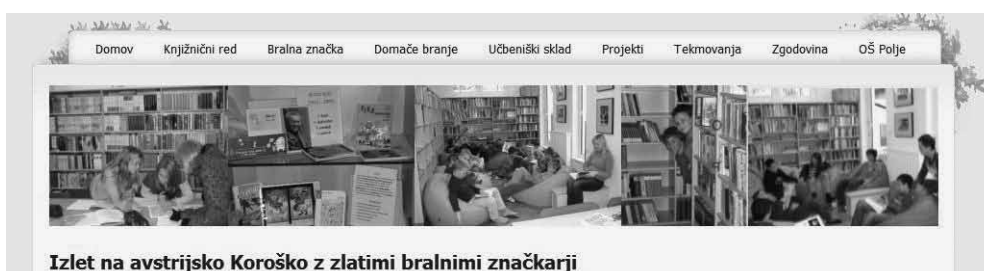 Domov Knjižnični red Bralna značka Domače branje Učbeniški sklad Projekti Tekmovanja Zgodovina OŠ Polje
Izlet na avstrijsko Koroško z zlatimi bralnimi značkarji